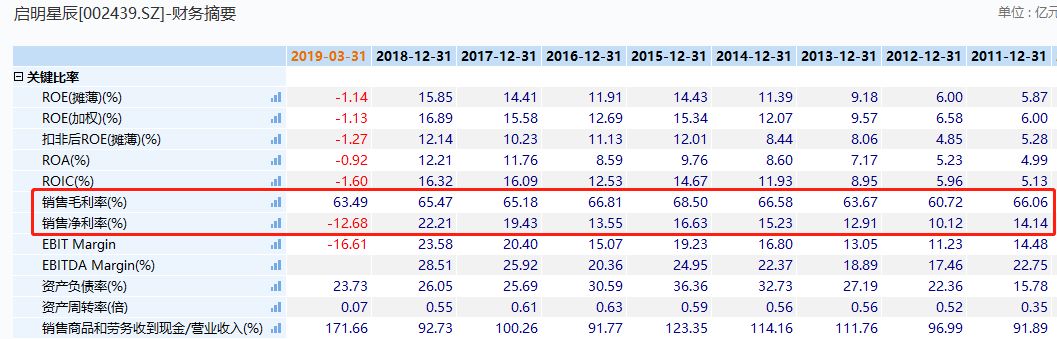 启明星辰[002439.SZ]-财务摘要 单位 : 亿元
2019-03-31 2018-12-31 2017-12-31 2016-12-31 2015-12-31 2014-12-31 2013-12-31 2012-12-31 2011-12-31
关键比率
ROE(摊薄)(%) -1.14 15.85 14.41 11.91 14.43 11.39 9.18 6.00 5.87
ROE(加权)(%) -1.13 16.89 15.58 12.69 15.34 12.07 9.57 6.58 6.00
扣非后ROE(摊薄)(%) -1.27 12.14 10.23 11.13 12.01 8.44 8.06 4.85 5.28
ROA(%) -0.92 12.21 11.76 8.59 9.76 8.60 7.17 5.23 4.99
ROIC(%) -1.60 16.32 16.09 12.53 14.67 11.93 8.95 5.96 5.13
销售毛利率(%) 63.49 65.47 65.18 66.81 68.50 66.58 63.67 60.72 66.06
销售净利率(%) -12.68 22.21 19.43 13.55 16.63 15.23 12.91 10.12 14.14
EBIT Margin -16.61 23.58 20.40 15.07 19.23 16.80 13.05 11.23 14.48
EBITDA Margin(%) 28.51 25.92 20.36 24.95 22.37 18.89 17.46 22.75
资产负债率(%) 23.73 26.05 25.69 30.59 36.36 32.73 27.19 22.36 15.78
资产周转率(倍) 0.07 0.55 0.61 0.63 0.59 0.56 0.56 0.52 0.35
销售商品和劳务收到现金/营业收入(%) 171.66 92.73 100.26 91.77 123.35 114.16 111.76 96.99 91.89